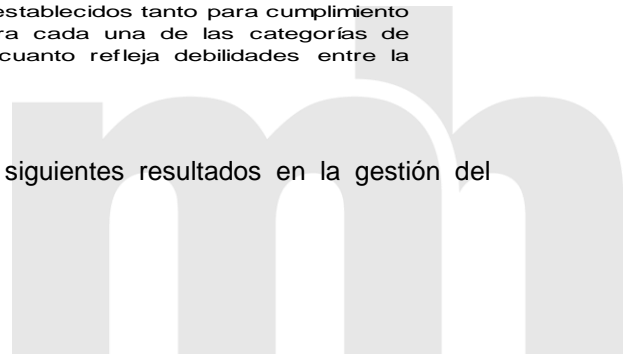 establecidos tanto para cumplimiento
ra cada una de las categorías de
cuanto refleja debilidades entre la
siguientes resultados en la gestión del
mh